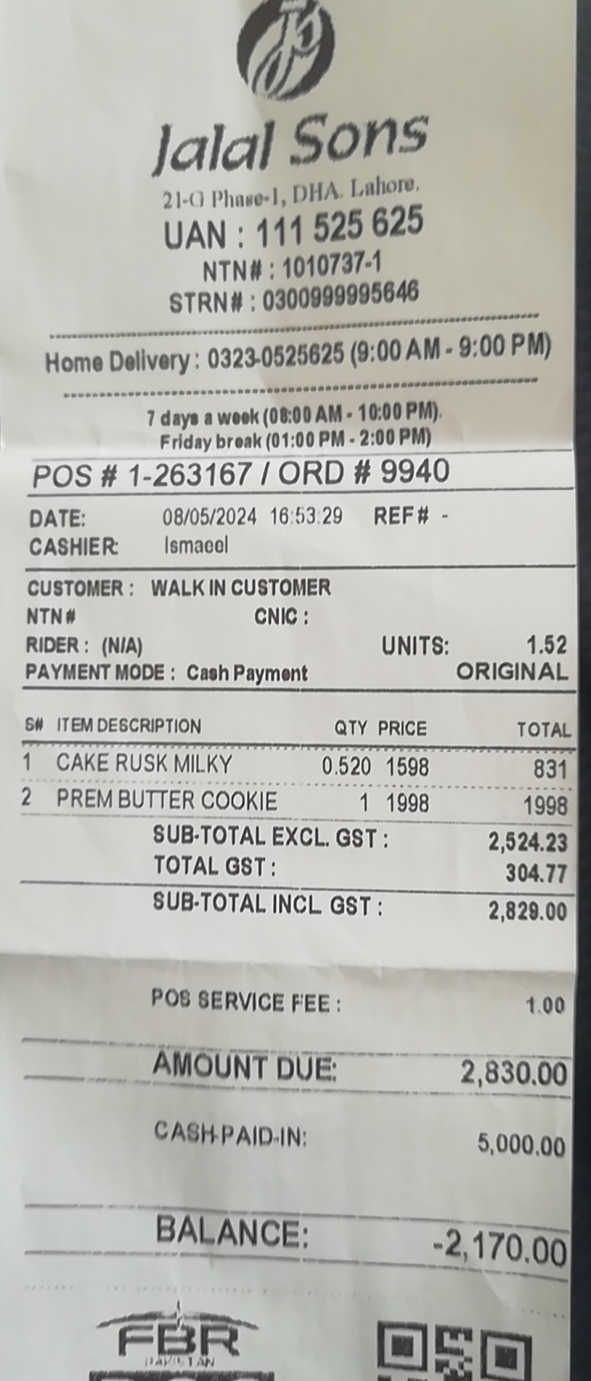 Jalal Sons
21-G Phase-1, DHA. Lahore.
UAN : 111 525 625
NTN# : 1010737-1
STRN# : 0300999995646
Home Delivery : 0323-0525625 (9:00 AM - 9:00 PM)
7 days a week (08:00 AM - 10:00 PM).
Friday break (01:00 PM - 2:00 PM)
POS # 1-263167 / ORD # 9940
DATE: 08/05/2024 16:53:29 REF# -
CASHIER: Ismaeel
CUSTOMER : WALK IN CUSTOMER
NTN# CNIC :
RIDER : (N/A) UNITS: 1.52
PAYMENT MODE : Cash Payment ORIGINAL
S# ITEM DESCRIPTION QTY PRICE TOTAL
1 CAKE RUSK MILKY 0.520 1598 831
2 PREM BUTTER COOKIE 1 1998 1998
SUB-TOTAL EXCL. GST : 2,524.23
TOTAL GST : 304.77
SUB-TOTAL INCL GST : 2,829.00
POS SERVICE FEE : 1.00
AMOUNT DUE: 2,830.00
CASH-PAID-IN: 5,000.00
BALANCE: -2,170.00
FBR
PAKISTAN